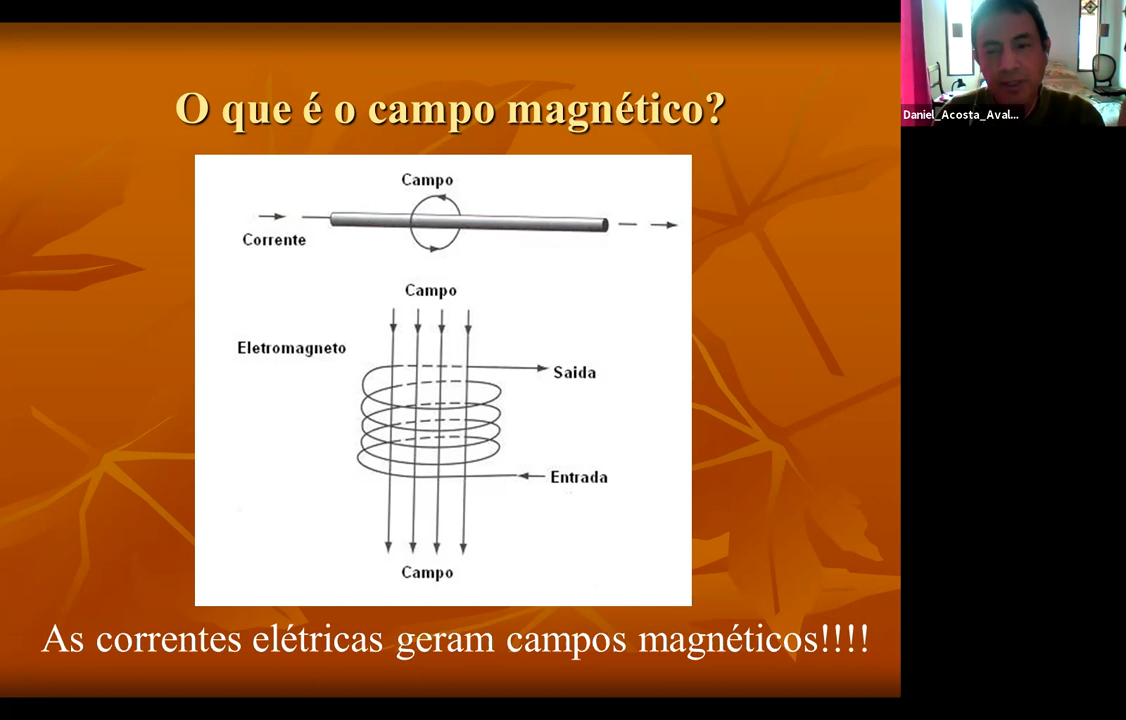 O que é o campo magnético?
Campo
Corrente
Campo
Eletromagneto
Saida
Entrada
Campo
As correntes elétricas geram campos magnéticos!!!!
Daniel_Acosta_Aval...